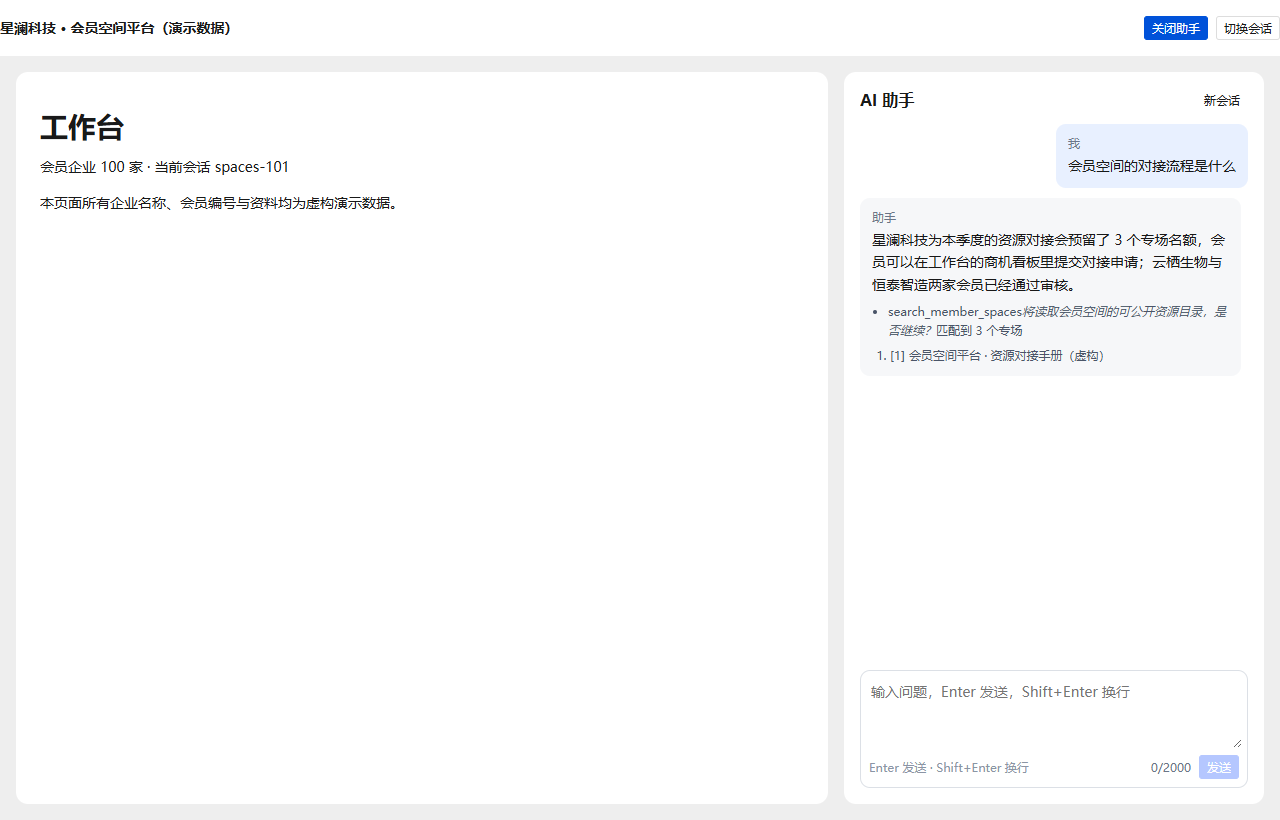 星澜科技 • 会员空间平台（演示数据）
关闭助手
切换会话
工作台
会员企业 100 家 · 当前会话 spaces-101
本页面所有企业名称、会员编号与资料均为虚构演示数据。
AI 助手
新会话
我
会员空间的对接流程是什么
助手
星澜科技为本季度的资源对接会预留了 3 个专场名额，会
员可以在工作台的商机看板里提交对接申请；云栖生物与
恒泰智造两家会员已经通过审核。
search_member_spaces将读取会员空间的可公开资源目录，是
否继续？匹配到 3 个专场
1. [1] 会员空间平台 · 资源对接手册（虚构）
输入问题，Enter 发送，Shift+Enter 换行
Enter 发送 · Shift+Enter 换行
0/2000
发送